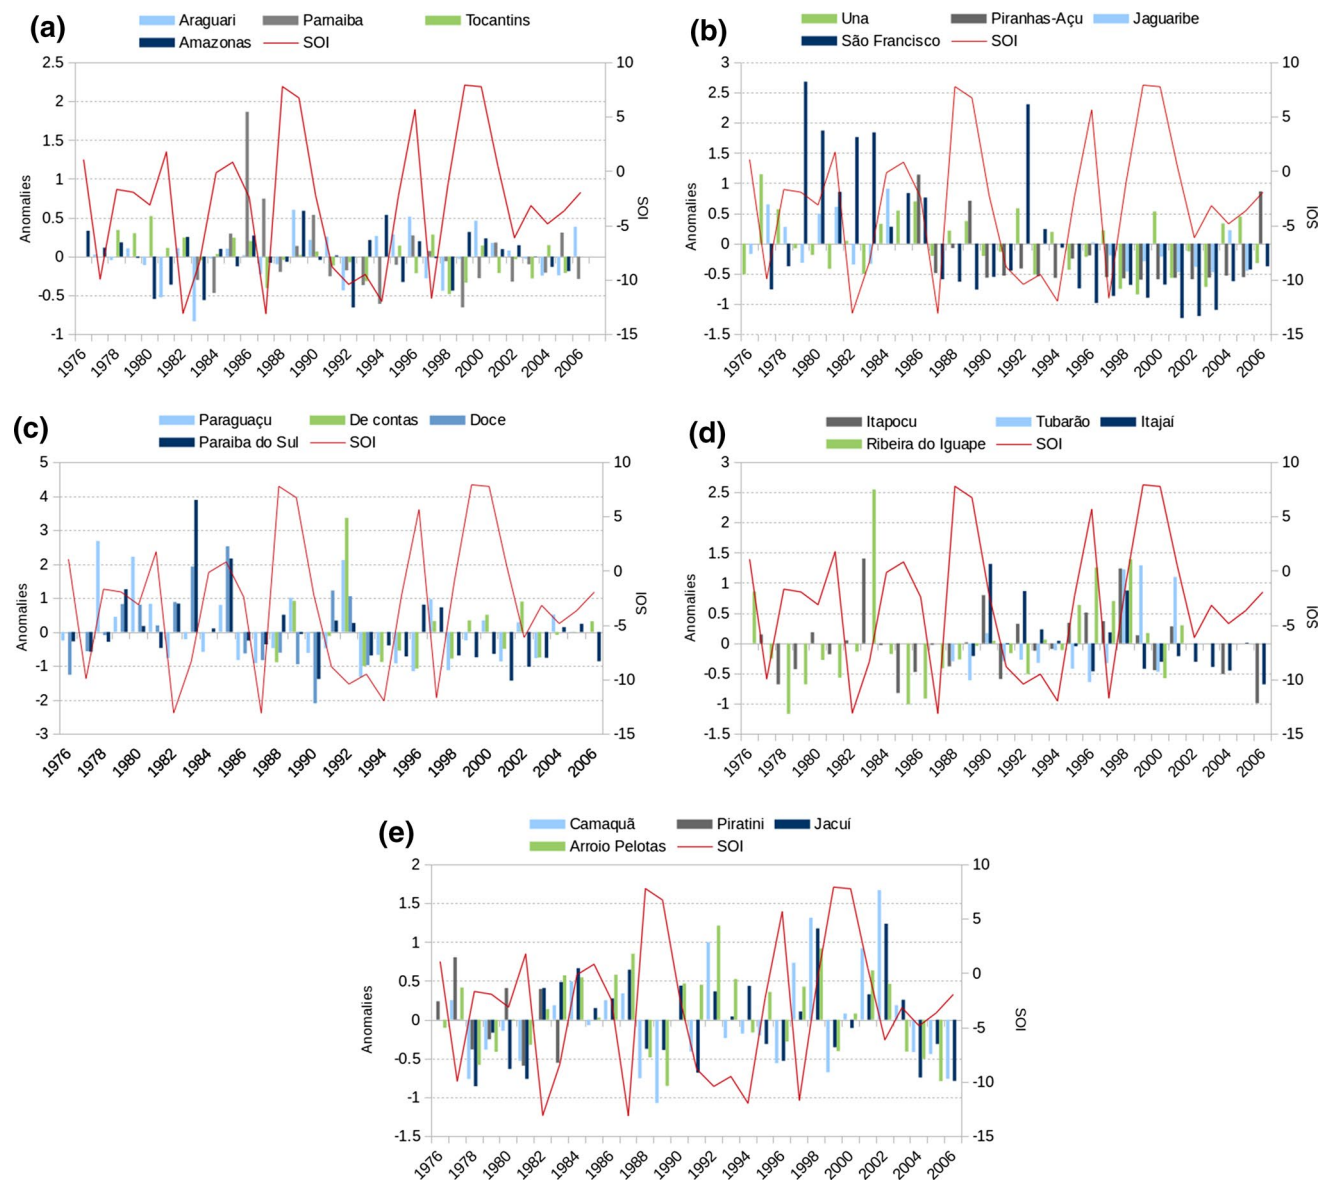 (a)
Araguari Parnaiba Tocantins
Amazonas SOI
2.5
2
1.5
1
0.5
0
-0.5
-1
Anomalies
10
5
0
-5
-10
-15
SOI
1976 1978 1980 1982 1984 1986 1988 1990 1992 1994 1996 1998 2000 2002 2004 2006
(b)
Una Piranhas-Açu Jaguaribe
São Francisco SOI
3
2.5
2
1.5
1
0.5
0
-0.5
-1
-1.5
Anomalies
10
5
0
-5
-10
-15
SOI
1976 1978 1980 1982 1984 1986 1988 1990 1992 1994 1996 1998 2000 2002 2004 2006
(c)
Paraguaçu De contas Doce
Paraiba do Sul SOI
5
4
3
2
1
0
-1
-2
-3
Anomalies
10
5
0
-5
-10
-15
SOI
1976 1978 1980 1982 1984 1986 1988 1990 1992 1994 1996 1998 2000 2002 2004 2006
(d)
Itapocu Tubarão Itajaí
Ribeira do Iguape SOI
3
2.5
2
1.5
1
0.5
0
-0.5
-1
-1.5
Anomalies
10
5
0
-5
-10
-15
SOI
1976 1978 1980 1982 1984 1986 1988 1990 1992 1994 1996 1998 2000 2002 2004 2006
(e)
Camaquã Piratini Jacuí
Arroio Pelotas SOI
2
1.5
1
0.5
0
-0.5
-1
-1.5
Anomalies
10
5
0
-5
-10
-15
SOI
1976 1978 1980 1982 1984 1986 1988 1990 1992 1994 1996 1998 2000 2002 2004 2006